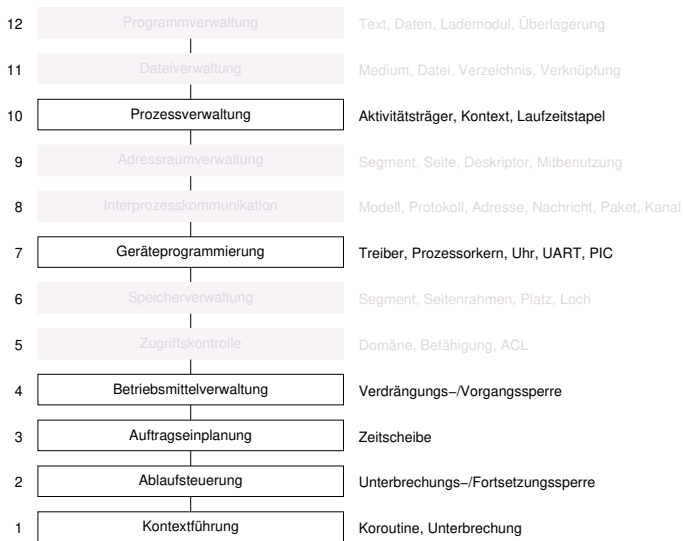 12 Programmverwaltung Text, Daten, Lademodul, Überlagerung
11 Dateiverwaltung Medium, Datei, Verzeichnis, Verknüpfung
10 Prozessverwaltung Aktivitätsträger, Kontext, Laufzeitstapel
9 Adressraumverwaltung Segment, Seite, Deskriptor, Mitbenutzung
8 Interprozesskommunikation Modell, Protokoll, Adresse, Nachricht, Paket, Kanal
7 Geräteprogrammierung Treiber, Prozessorkern, Uhr, UART, PIC
6 Speicherverwaltung Segment, Seitenrahmen, Platz, Loch
5 Zugriffskontrolle Domäne, Befähigung, ACL
4 Betriebsmittelverwaltung Verdrängungs−/Vorgangssperre
3 Auftragseinplanung Zeitscheibe
2 Ablaufsteuerung Unterbrechungs−/Fortsetzungssperre
1 Kontextführung Koroutine, Unterbrechung